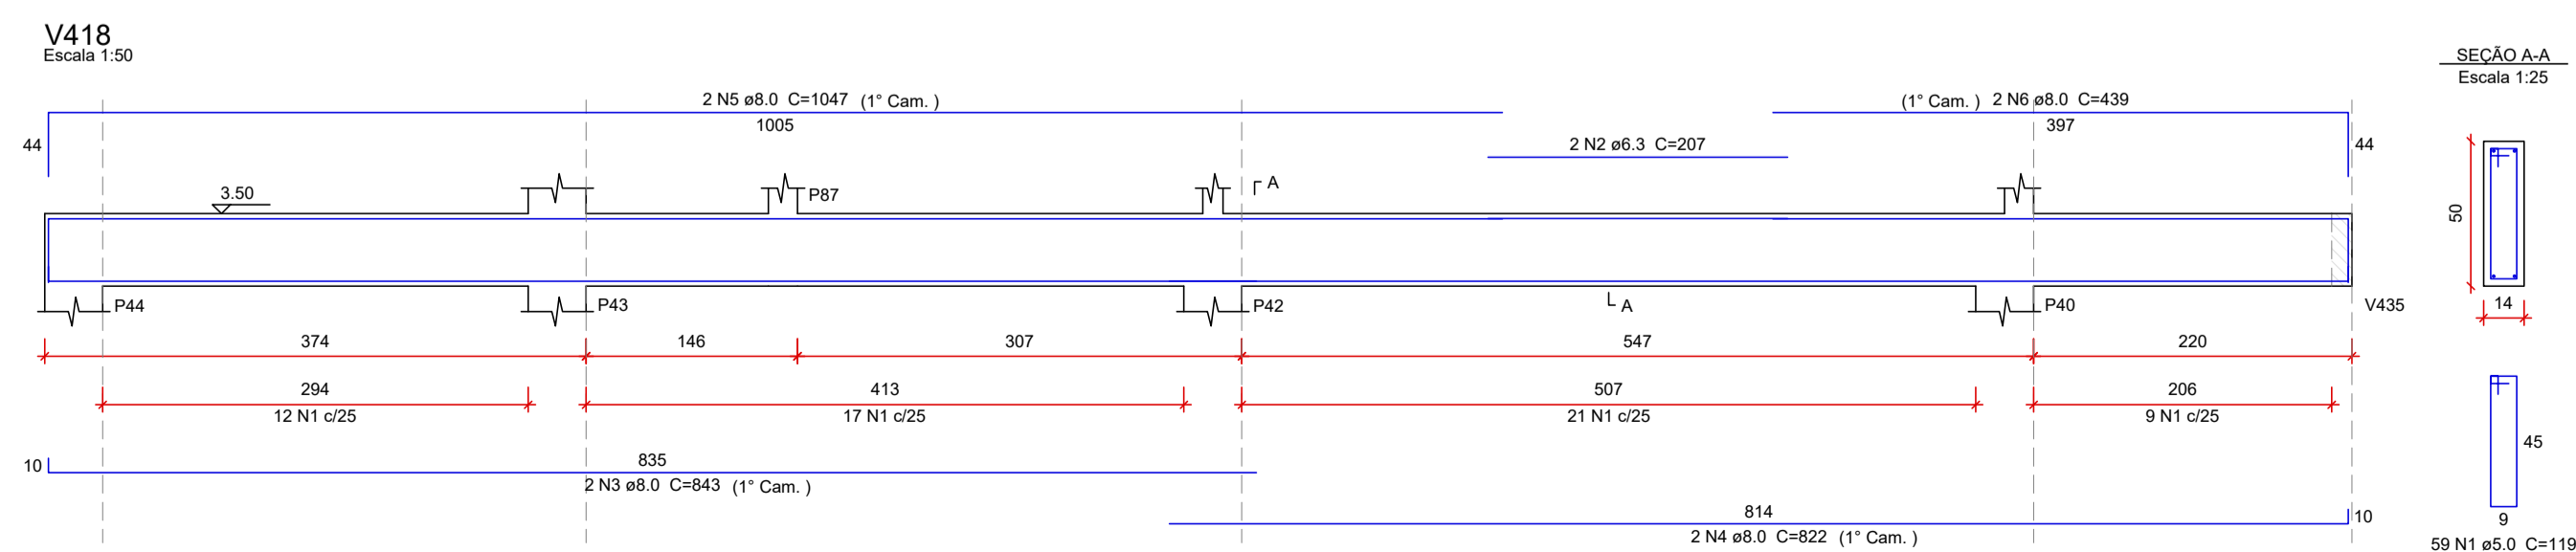 V418
Escala 1:50
SEÇÃO A-A
Escala 1:25
2 N5 ø8.0 C=1047 (1° Cam. )
1005
(1° Cam. ) 2 N6 ø8.0 C=439
397
44
2 N2 ø6.3 C=207
44
3.50
P87
A
50
14
P44
P43
P42
A
P40
V435
374
146
307
547
220
294
413
507
206
12 N1 c/25
17 N1 c/25
21 N1 c/25
9 N1 c/25
10
835
2 N3 ø8.0 C=843 (1° Cam. )
814
10
2 N4 ø8.0 C=822 (1° Cam. )
45
9
59 N1 ø5.0 C=119